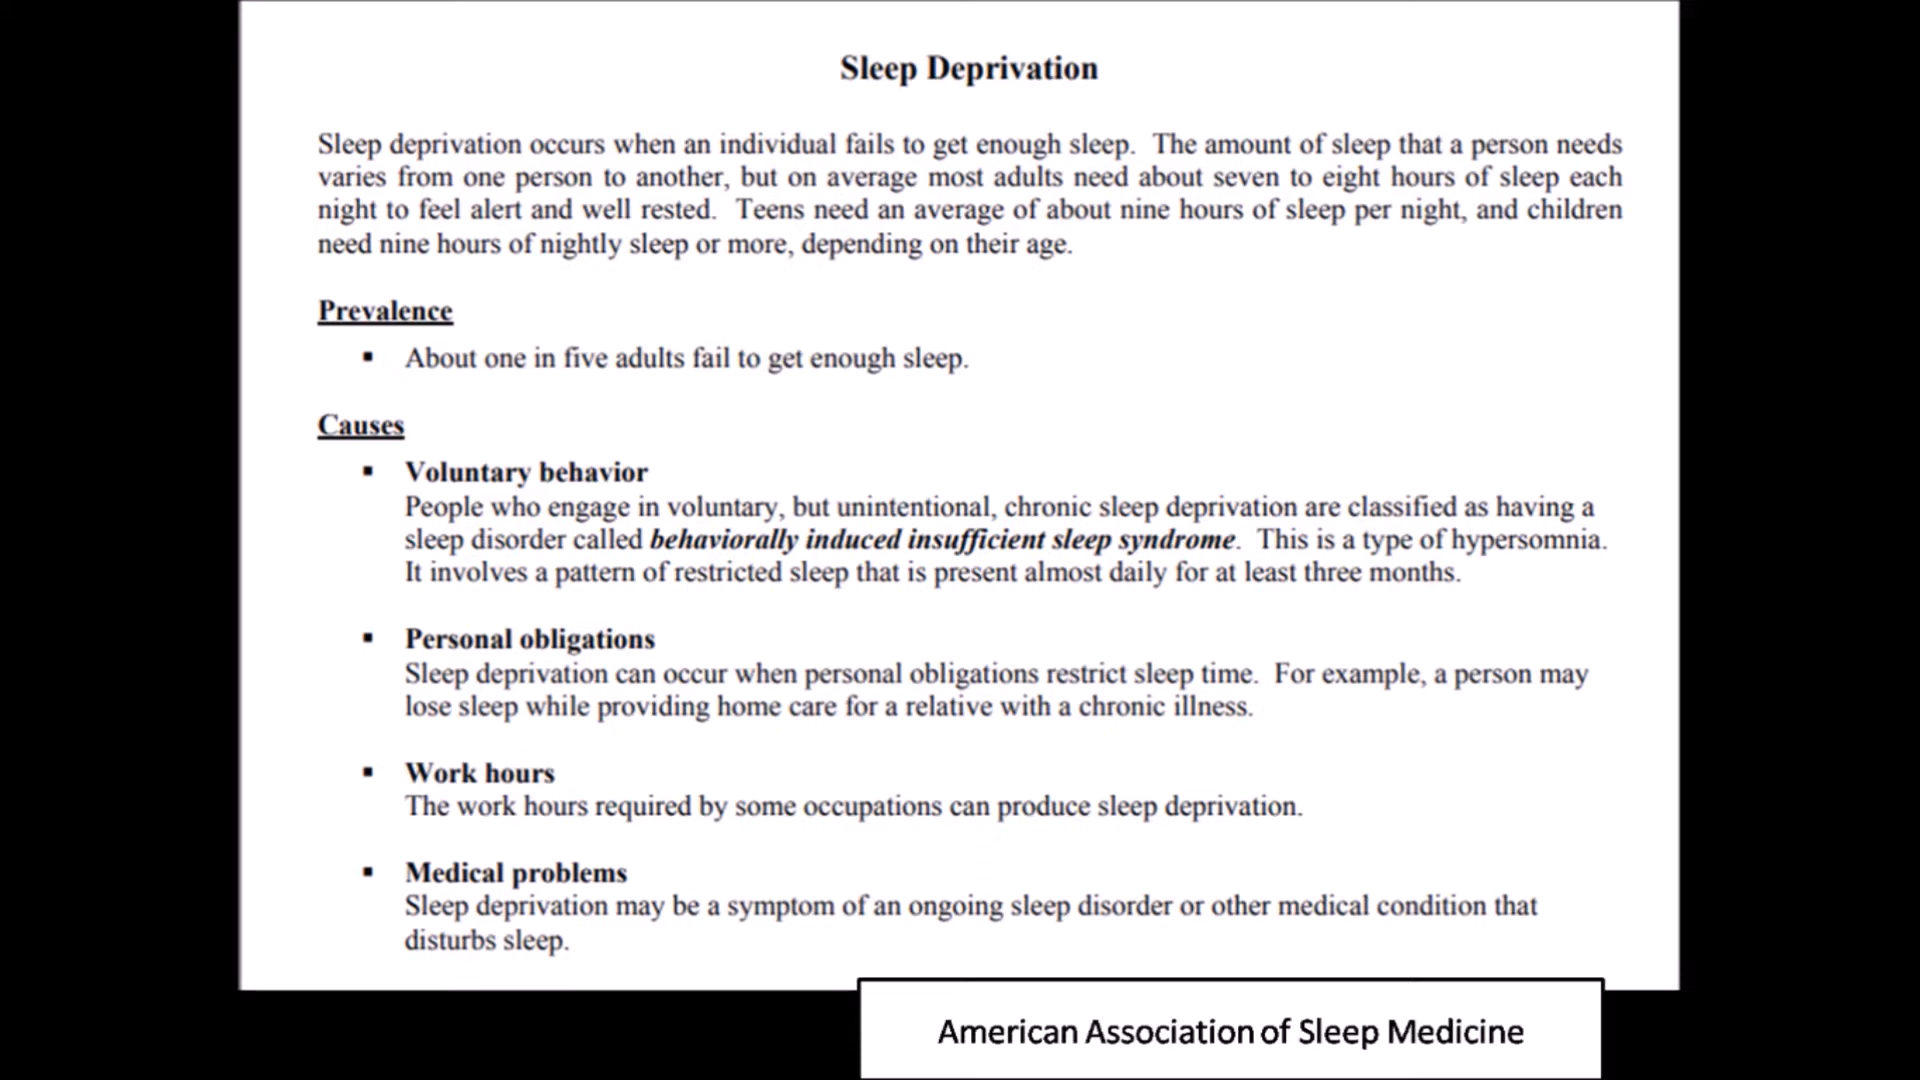 Sleep Deprivation
Sleep deprivation occurs when an individual fails to get enough sleep. The amount of sleep that a person needs
varies from one person to another, but on average most adults need about seven to eight hours of sleep each
night to feel alert and well rested. Teens need an average of about nine hours of sleep per night, and children
need nine hours of nightly sleep or more, depending on their age.
Prevalence
▪ About one in five adults fail to get enough sleep.
Causes
▪ Voluntary behavior
People who engage in voluntary, but unintentional, chronic sleep deprivation are classified as having a
sleep disorder called behaviorally induced insufficient sleep syndrome. This is a type of hypersomnia.
It involves a pattern of restricted sleep that is present almost daily for at least three months.
▪ Personal obligations
Sleep deprivation can occur when personal obligations restrict sleep time. For example, a person may
lose sleep while providing home care for a relative with a chronic illness.
▪ Work hours
The work hours required by some occupations can produce sleep deprivation.
▪ Medical problems
Sleep deprivation may be a symptom of an ongoing sleep disorder or other medical condition that
disturbs sleep.
American Association of Sleep Medicine